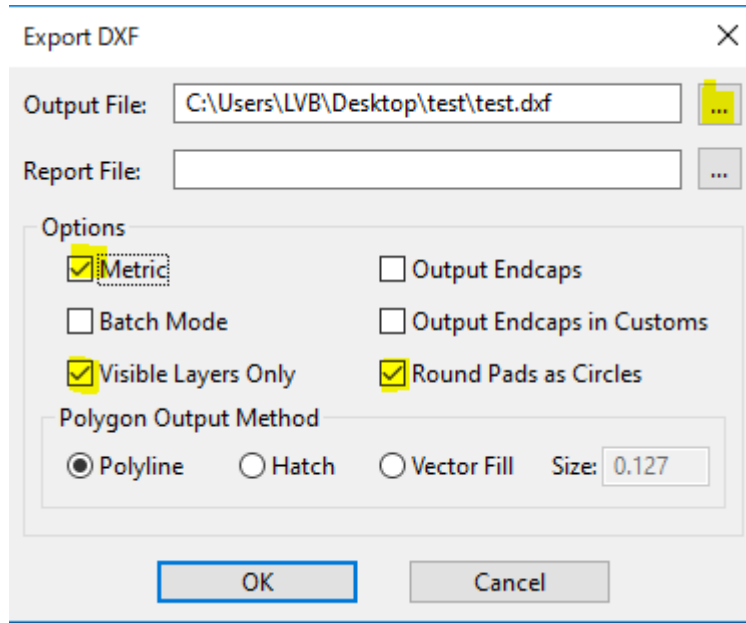 Export DXF
Output File: C:\Users\LVB\Desktop\test\test.dxf ...
Report File: ...
Options
Metric Output Endcaps
Batch Mode Output Endcaps in Customs
Visible Layers Only Round Pads as Circles
Polygon Output Method
Polyline Hatch Vector Fill Size: 0.127
OK Cancel